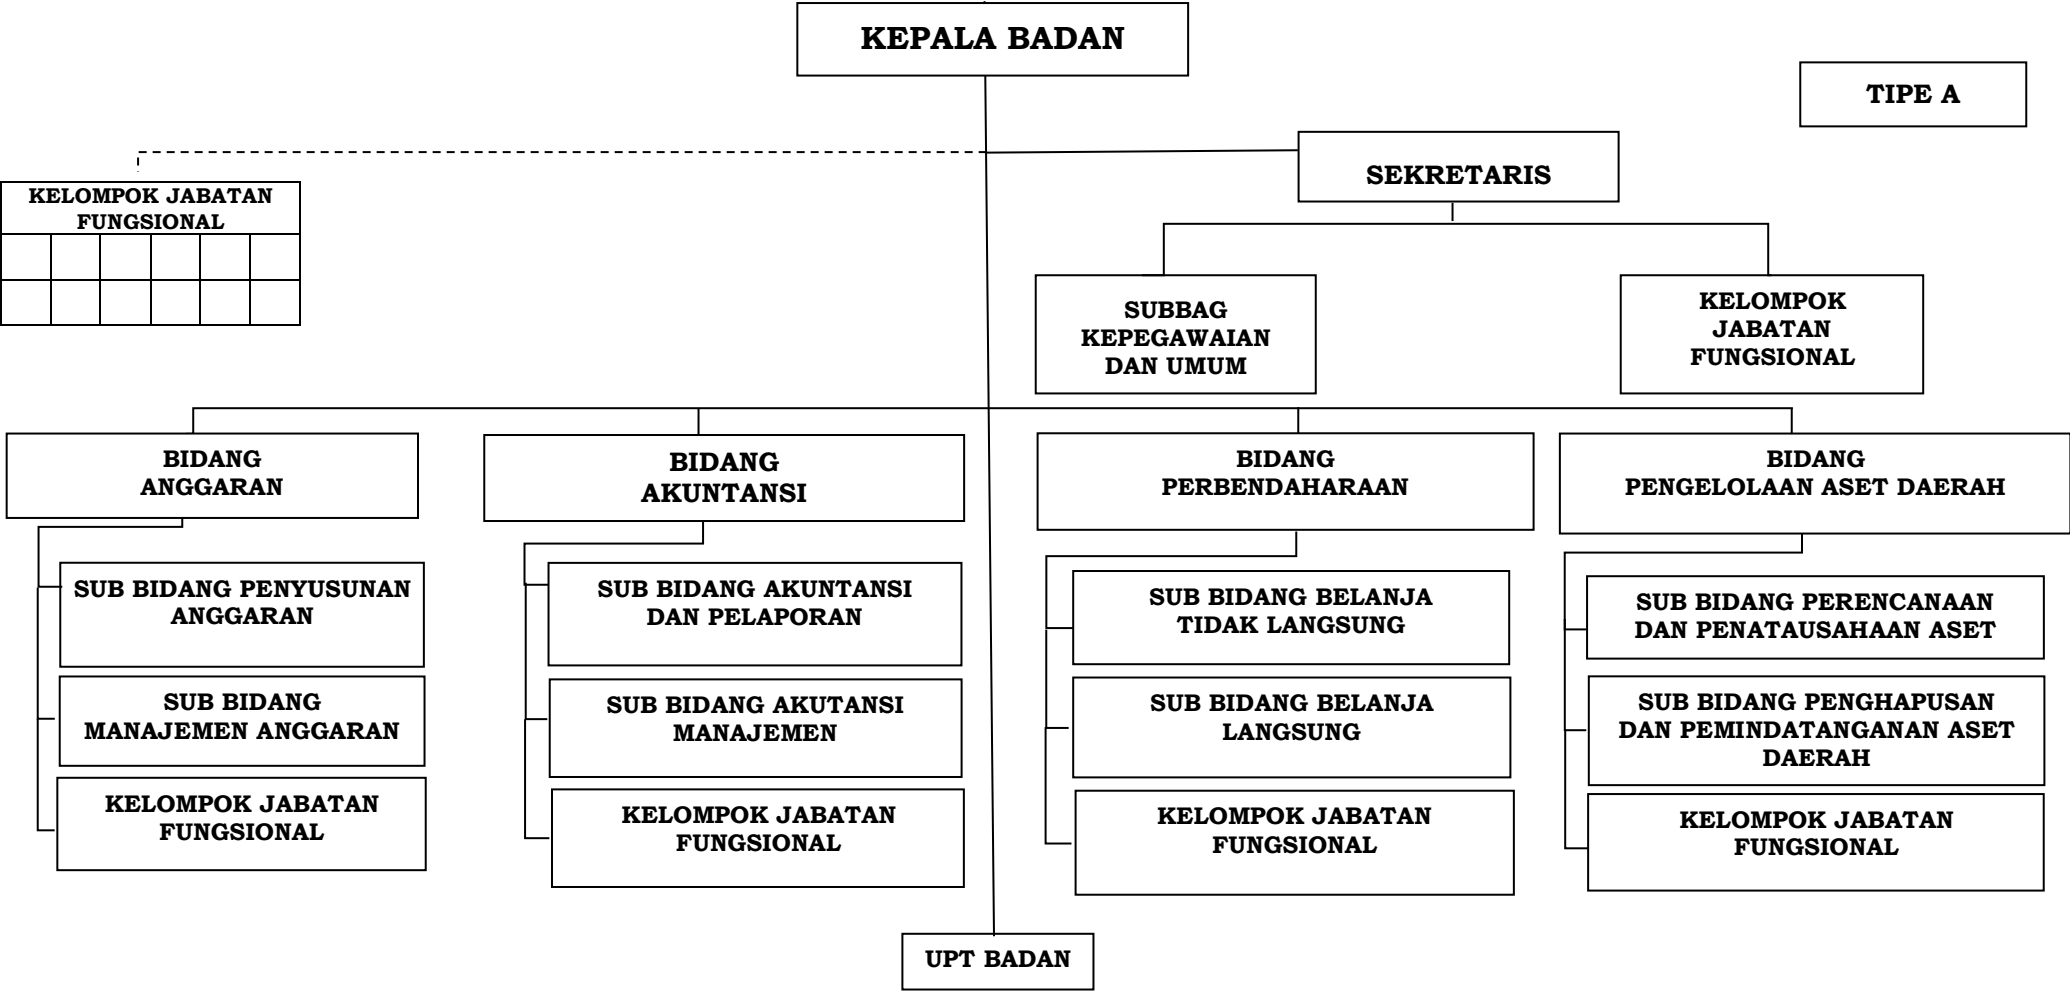 KEPALA BADAN
TIPE A
SEKRETARIS
KELOMPOK JABATAN
FUNGSIONAL
SUBBAG
KEPEGAWAIAN
DAN UMUM
KELOMPOK
JABATAN
FUNGSIONAL
BIDANG
ANGGARAN
BIDANG
AKUNTANSI
BIDANG
PERBENDAHARAAN
BIDANG
PENGELOLAAN ASET DAERAH
SUB BIDANG PENYUSUNAN
ANGGARAN
SUB BIDANG
MANAJEMEN ANGGARAN
KELOMPOK JABATAN
FUNGSIONAL
SUB BIDANG AKUNTANSI
DAN PELAPORAN
SUB BIDANG AKUTANSI
MANAJEMEN
KELOMPOK JABATAN
FUNGSIONAL
SUB BIDANG BELANJA
TIDAK LANGSUNG
SUB BIDANG BELANJA
LANGSUNG
KELOMPOK JABATAN
FUNGSIONAL
SUB BIDANG PERENCANAAN
DAN PENATAUSAHAAN ASET
SUB BIDANG PENGHAPUSAN
DAN PEMINDATANGANAN ASET
DAERAH
KELOMPOK JABATAN
FUNGSIONAL
UPT BADAN